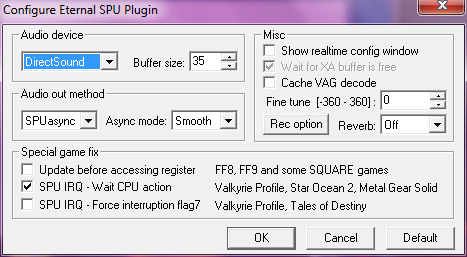 Configure Eternal SPU Plugin
Audio device
DirectSound
Buffer size: 35
Audio out method
SPUasync
Async mode: Smooth
Misc
Show realtime config window
Wait for XA buffer is free
Cache VAG decode
Fine tune [-360 - 360] : 0
Rec option
Reverb: Off
Special game fix
Update before accessing register FF8, FF9 and some SQUARE games
SPU IRQ - Wait CPU action Valkyrie Profile, Star Ocean 2, Metal Gear Solid
SPU IRQ - Force interruption flag7 Valkyrie Profile, Tales of Destiny
OK
Cancel
Default